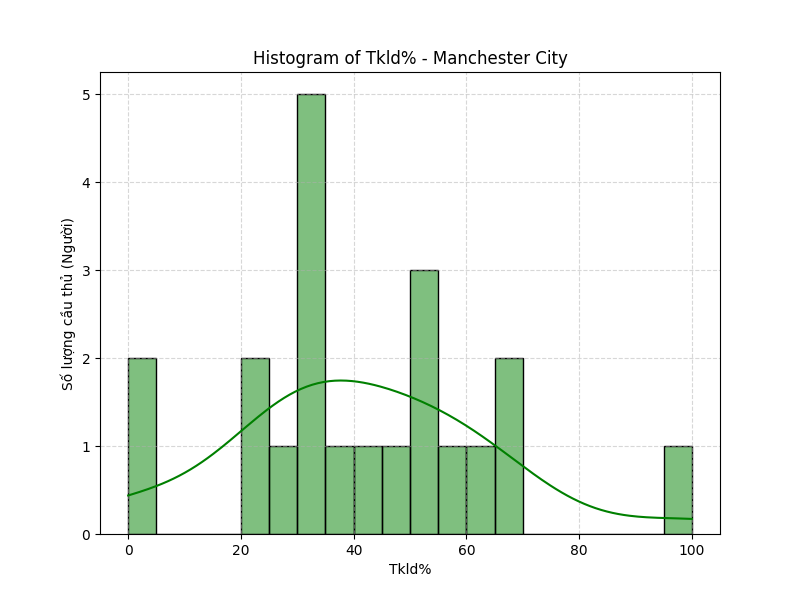 Histogram of Tkld% - Manchester City
Số lượng cầu thủ (Người)
5
4
3
2
1
0
0 20 40 60 80 100
Tkld%